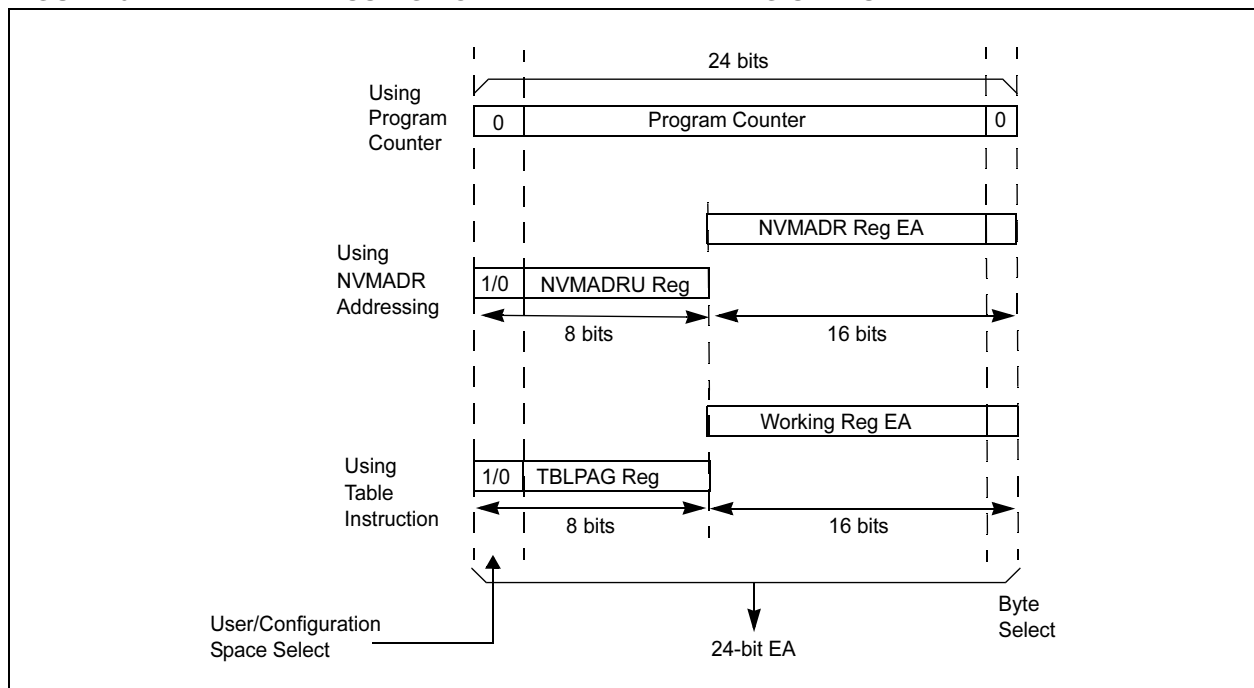 24 bits
Using
Program
Counter
0
Program Counter
0
NVMADR Reg EA
Using
NVMADR
Addressing
1/0
NVMADRU Reg
8 bits
16 bits
Working Reg EA
Using
Table
Instruction
1/0
TBLPAG Reg
8 bits
16 bits
User/Configuration
Space Select
24-bit EA
Byte
Select